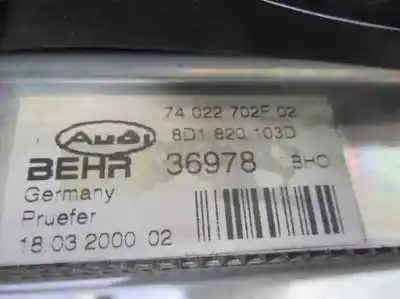 74 022 702F 02
Audi
8D1 820 103D
BEHR 36978 BHO
Germany
Pruefer
18.03 2000 02